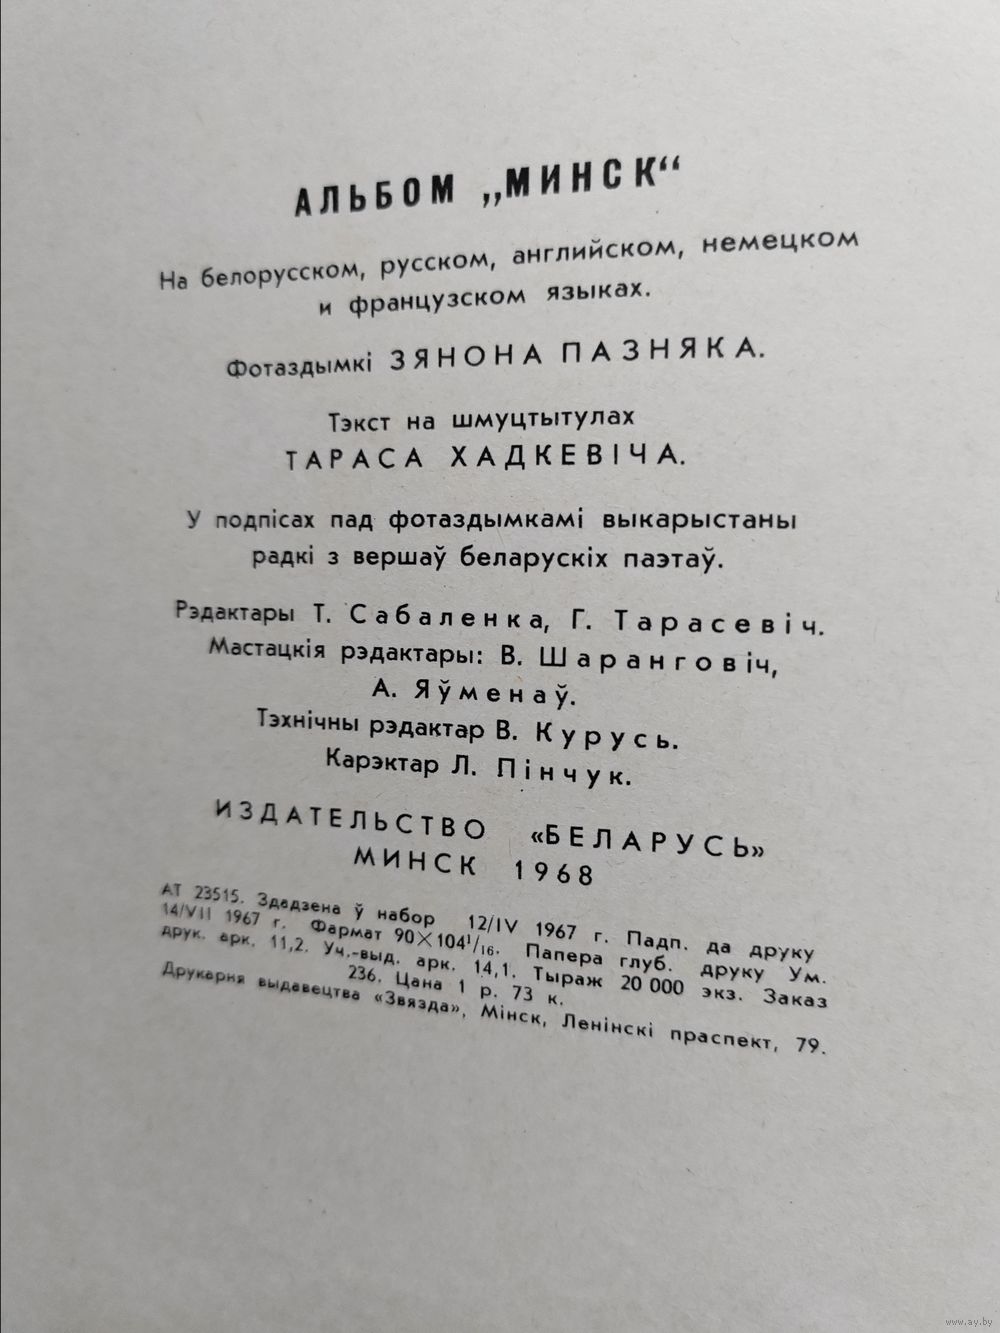 АЛЬБОМ „МИНСК“
На белорусском, русском, английском, немецком
и французском языках.
Фотаздымкі ЗЯНОНА ПАЗНЯКА.
Тэкст на шмуцтытулах
ТАРАСА ХАДКЕВІЧА.
У подпісах пад фотаздымкамі выкарыстаны
радкі з вершаў беларускіх паэтаў.
Рэдактары Т. Сабаленка, Г. Тарасевіч.
Мастацкія рэдактары: В. Шаранговіч,
А. Яўменаў.
Тэхнічны рэдактар В. Курусь.
Карэктар Л. Пінчук.
ИЗДАТЕЛЬСТВО «БЕЛАРУСЬ»
МИНСК 1968
АТ 23515. Здадзена ў набор 12/IV 1967 г. Падп. да друку
14/VII 1967 г. Фармат 90×104¹/₁₆. Папера глуб. друку Ум.
друк. арк. 11,2. Уч.-выд. арк. 14,1. Тыраж 20 000 экз. Заказ
236. Цана 1 р. 73 к.
Друкарня выдавецтва «Звязда», Мінск, Ленінскі праспект, 79.
www.ay.by